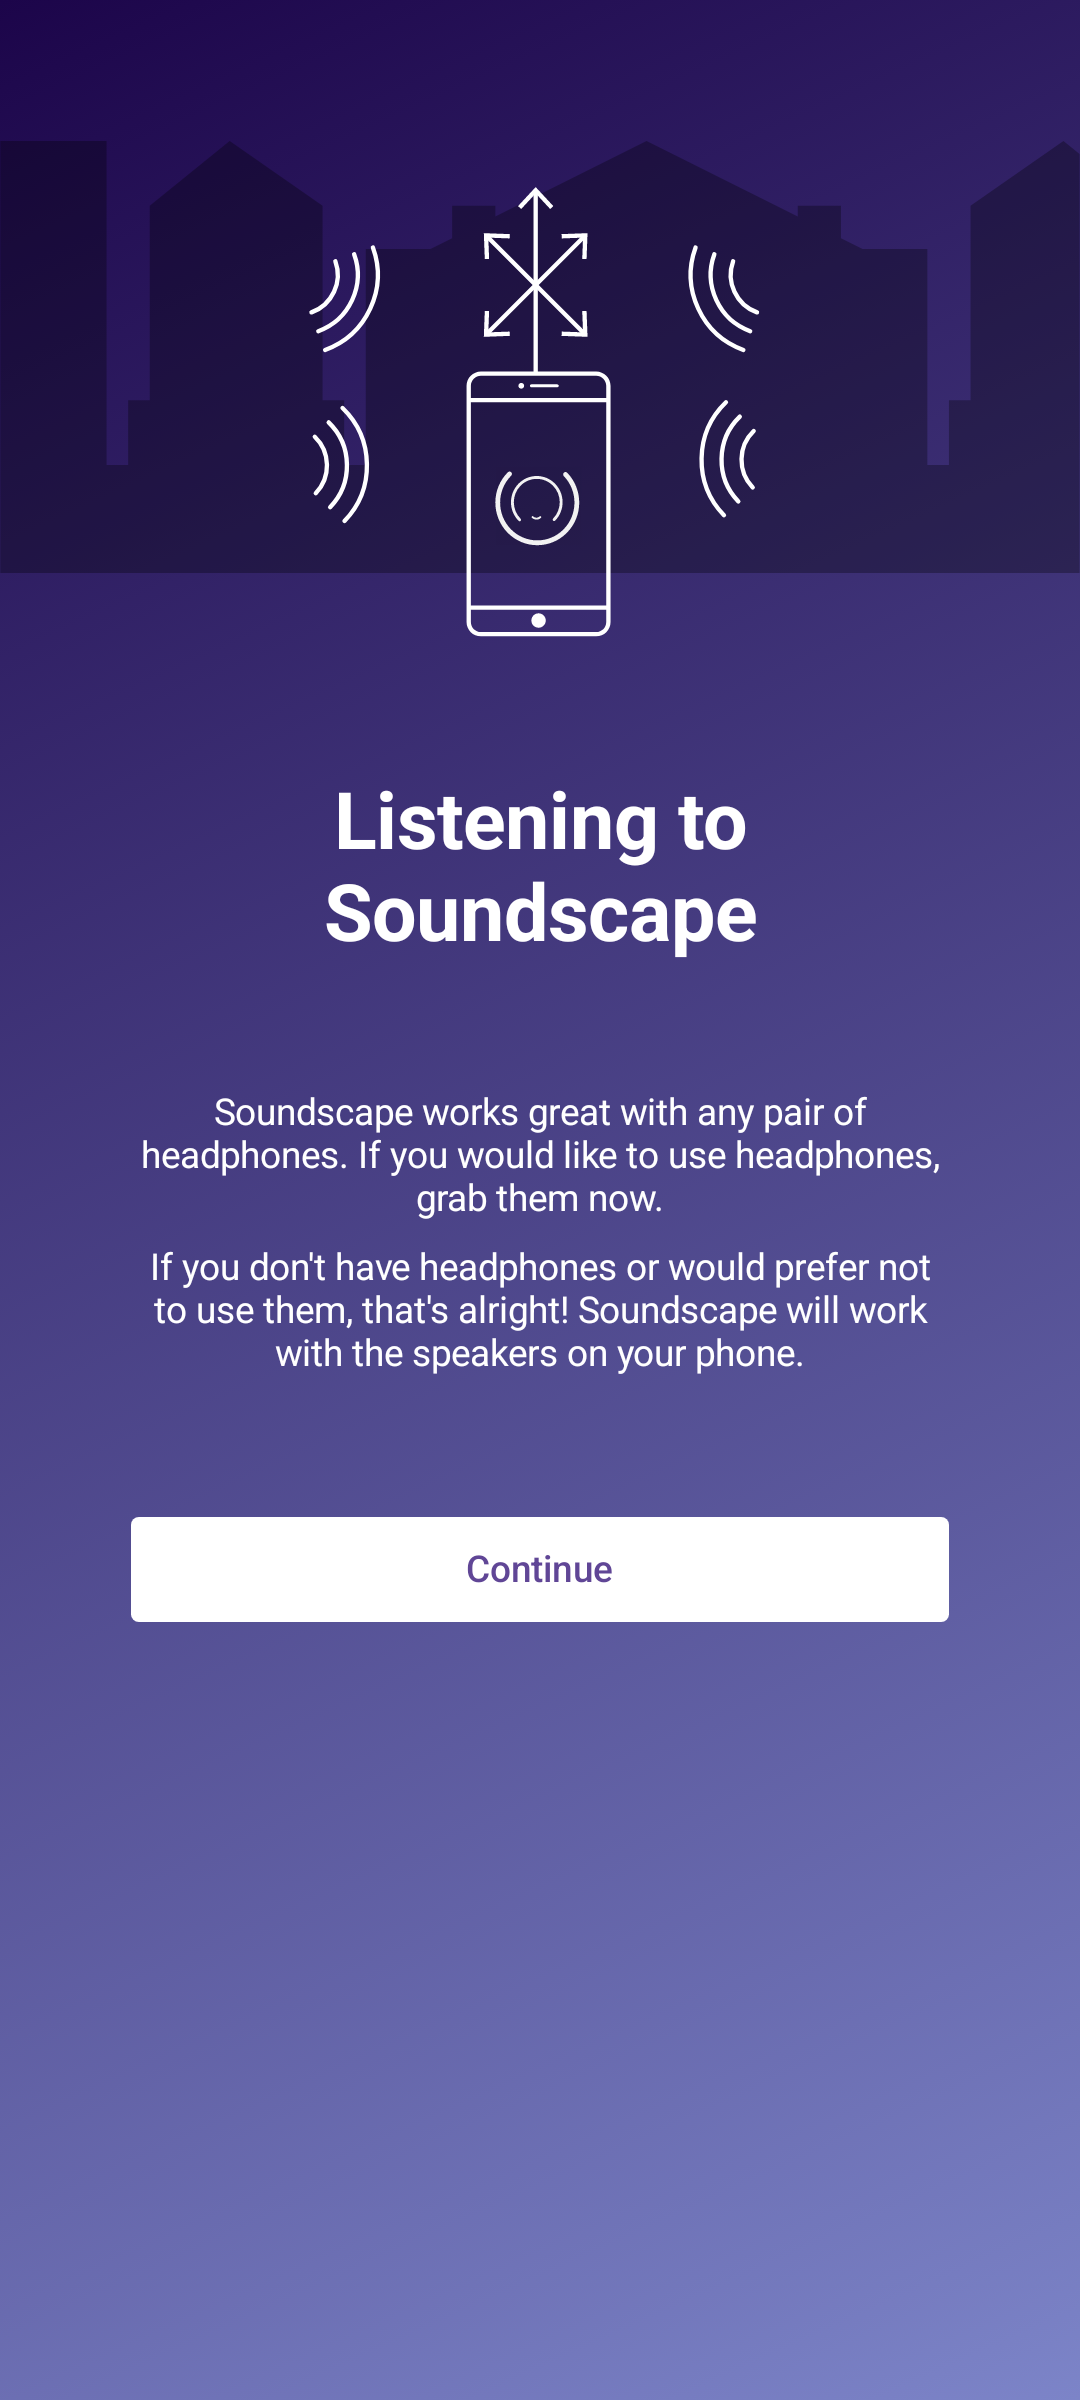 Listening to
Soundscape
Soundscape works great with any pair of
headphones. If you would like to use headphones,
grab them now.
If you don't have headphones or would prefer not
to use them, that's alright! Soundscape will work
with the speakers on your phone.
Continue